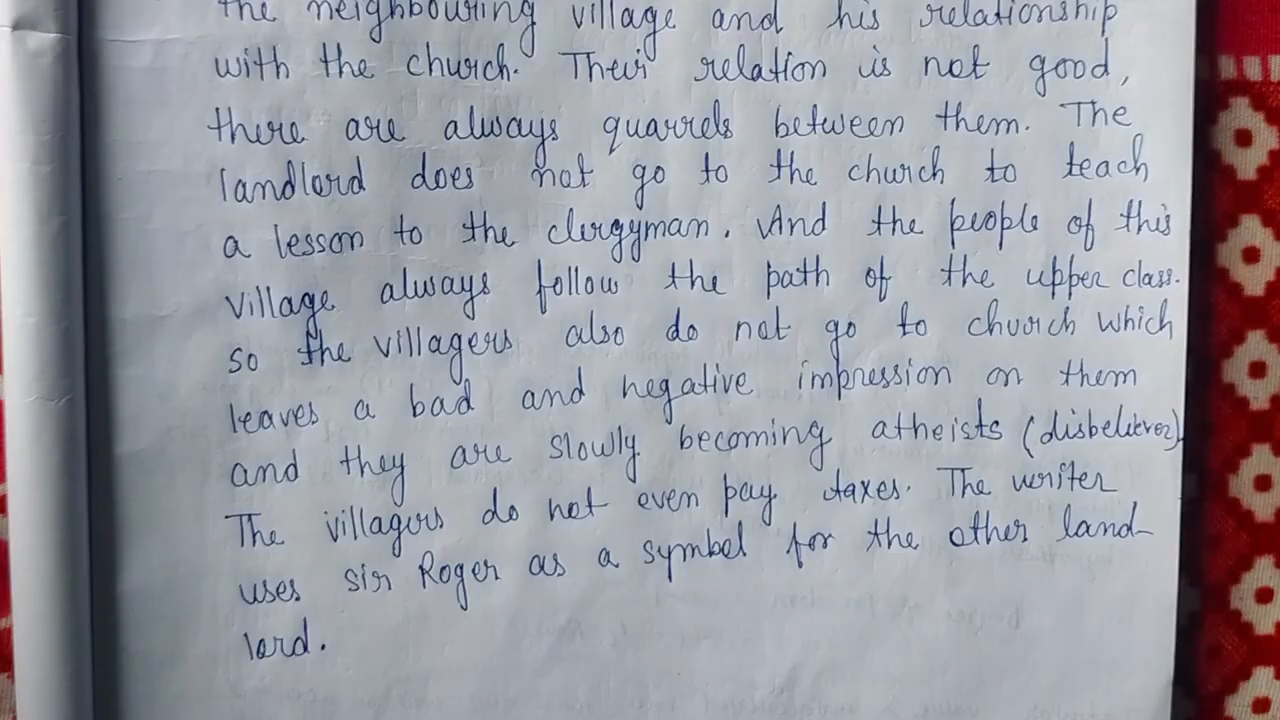 the neighbouring village and his relationship
with the church. Their relation is not good,
there are always quarrels between them. The
landlord does not go to the church to teach
a lesson to the clergyman. And the people of this
village always follow the path of the upper class.
so the villagers also do not go to church which
leaves a bad and negative impression on them
and they are slowly becoming atheists (disbeliever)
The villagers do not even pay taxes. The writer
uses sir Roger as a symbol for the other land-
lord.